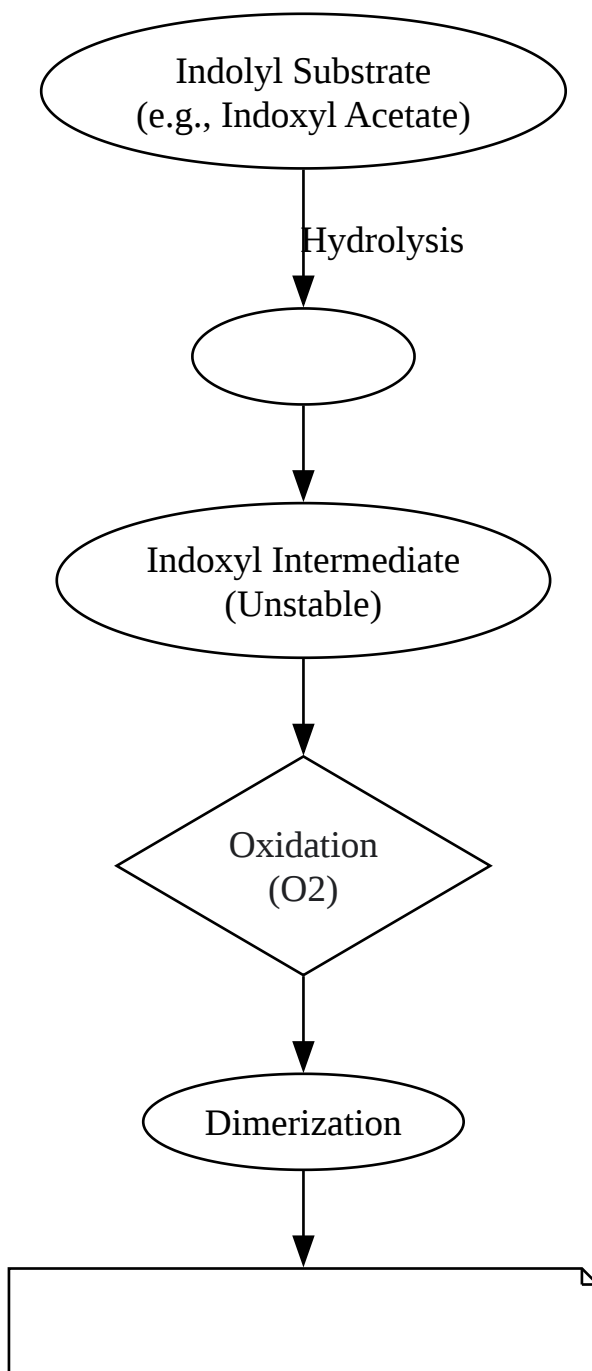 Indolyl Substrate
(e.g., Indoxyl Acetate)
Hydrolysis
Indoxyl Intermediate
(Unstable)
Oxidation
(O2)
Dimerization